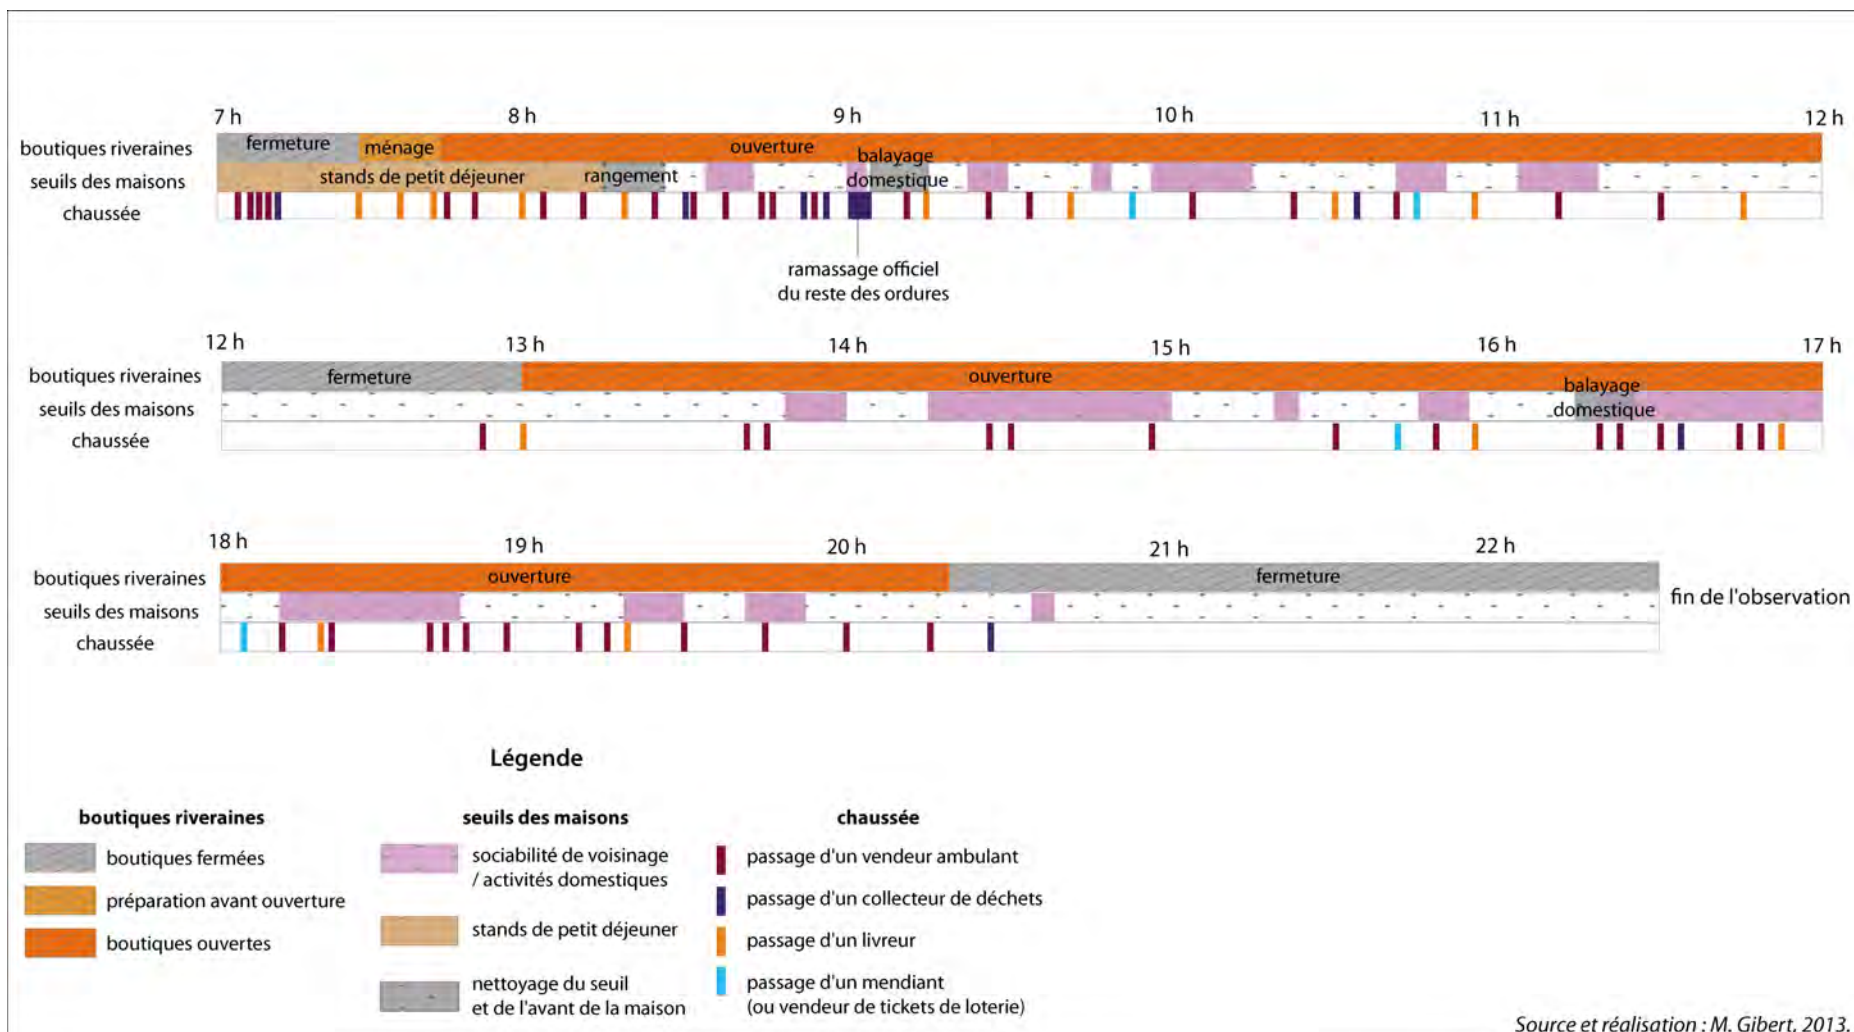 7 h 8 h 9 h 10 h 11 h 12 h
boutiques riveraines fermeture ménage ouverture
seuils des maisons stands de petit déjeuner rangement balayage domestique
chaussée
ramassage officiel
du reste des ordures
12 h 13 h 14 h 15 h 16 h 17 h
boutiques riveraines fermeture ouverture
seuils des maisons balayage domestique
chaussée
18 h 19 h 20 h 21 h 22 h
boutiques riveraines ouverture fermeture
seuils des maisons fin de l'observation
chaussée
Légende
boutiques riveraines
boutiques fermées
préparation avant ouverture
boutiques ouvertes
seuils des maisons
sociabilité de voisinage
/ activités domestiques
stands de petit déjeuner
nettoyage du seuil
et de l'avant de la maison
chaussée
passage d'un vendeur ambulant
passage d'un collecteur de déchets
passage d'un livreur
passage d'un mendiant
(ou vendeur de tickets de loterie)
Source et réalisation : M. Gibert, 2013.